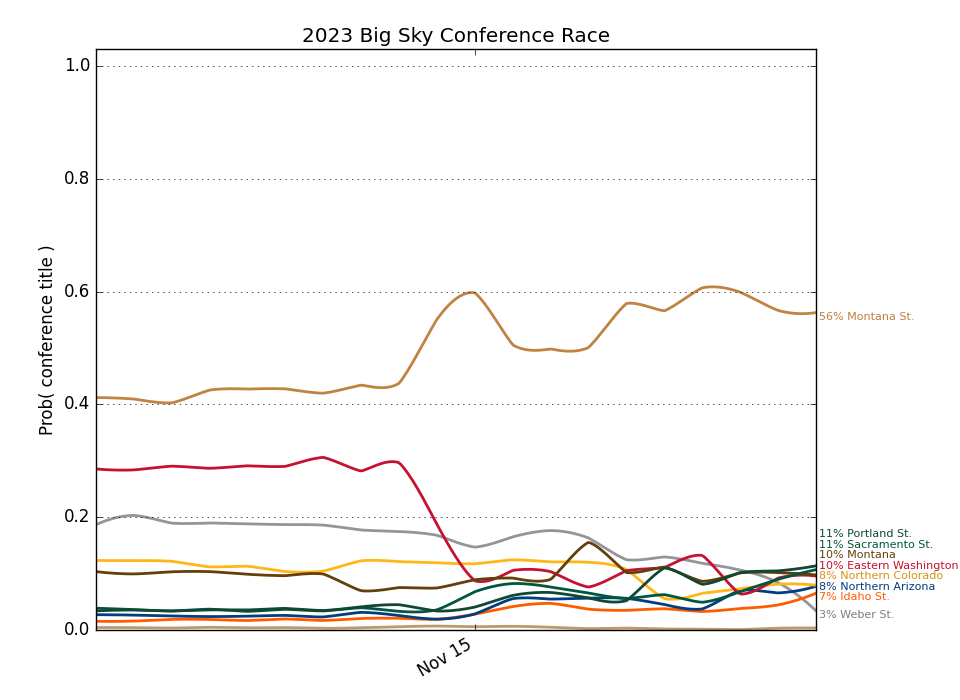 2023 Big Sky Conference Race
1.0
0.8
0.6
0.4
0.2
0.0
Prob( conference title )
Nov 15
56% Montana St.
11% Portland St.
11% Sacramento St.
10% Montana
10% Eastern Washington
8% Northern Colorado
8% Northern Arizona
7% Idaho St.
3% Weber St.